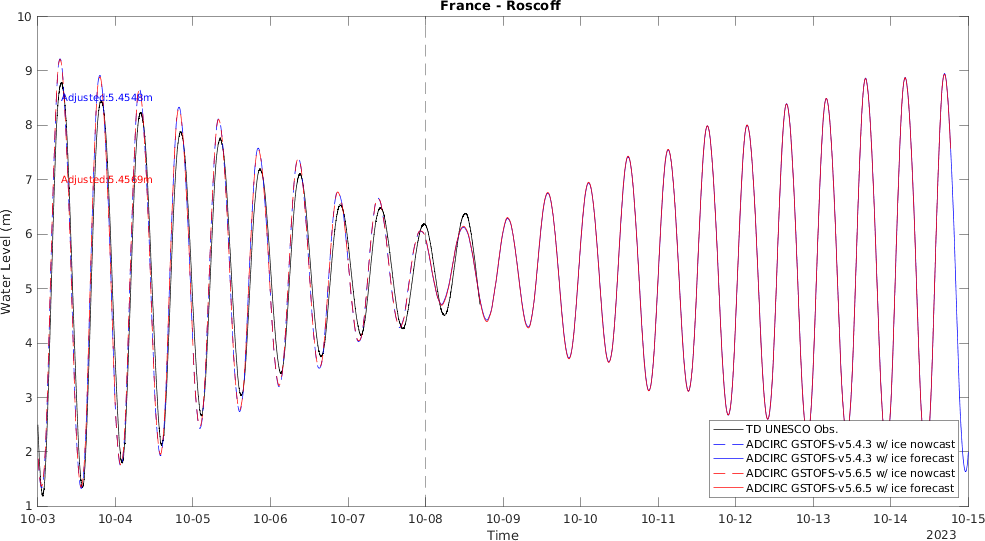 France - Roscoff
Water Level (m)
10
9
8
7
6
5
4
3
2
1
Adjusted:5.4548m
Adjusted:5.4569m
TD UNESCO Obs.
ADCIRC GSTOFS-v5.4.3 w/ ice nowcast
ADCIRC GSTOFS-v5.4.3 w/ ice forecast
ADCIRC GSTOFS-v5.6.5 w/ ice nowcast
ADCIRC GSTOFS-v5.6.5 w/ ice forecast
10-03 10-04 10-05 10-06 10-07 10-08 10-09 10-10 10-11 10-12 10-13 10-14 10-15
Time
2023